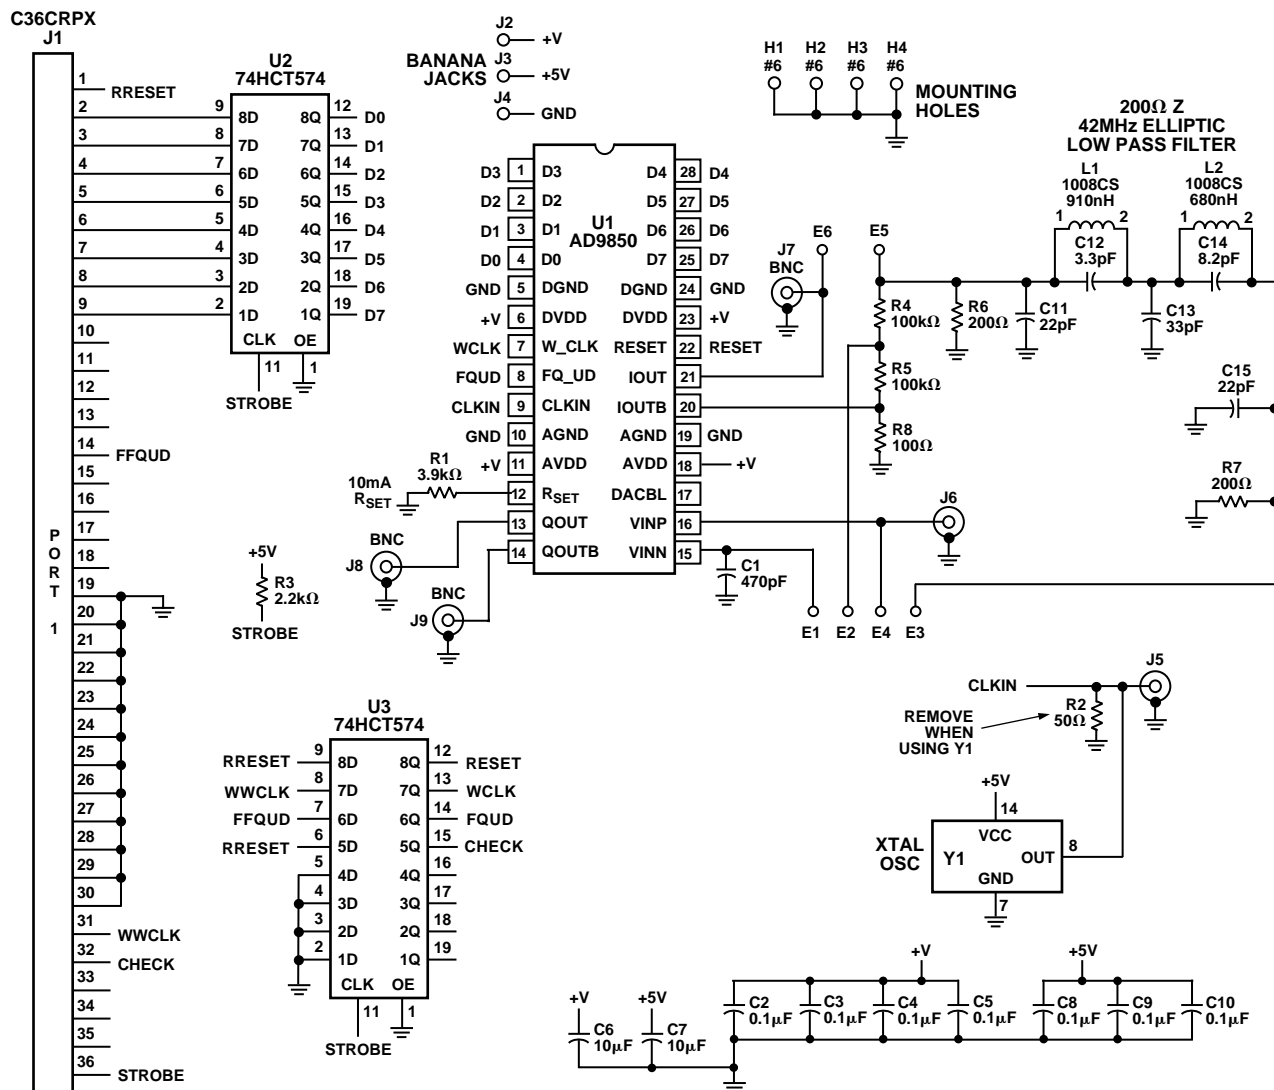 C36CRPX
J1
PORT 1
1
RRESET
2
3
4
5
6
7
8
9
10
11
12
13
14
FFQUD
15
16
17
18
19
20
21
22
23
24
25
26
27
28
29
30
31
WWCLK
32
CHECK
33
34
35
36
STROBE
U2
74HCT574
9 8D 8Q 12 D0
8 7D 7Q 13 D1
7 6D 6Q 14 D2
6 5D 5Q 15 D3
5 4D 4Q 16 D4
4 3D 3Q 17 D5
3 2D 2Q 18 D6
2 1D 1Q 19 D7
CLK OE
11 1
STROBE
J2
+V
BANANA
JACKS
J3
+5V
J4
GND
H1 H2 H3 H4
#6 #6 #6 #6
MOUNTING
HOLES
U1
AD9850
D3 1 D3 D4 28 D4
D2 2 D2 D5 27 D5
D1 3 D1 D6 26 D6
D0 4 D0 D7 25 D7
GND 5 DGND DGND 24 GND
+V 6 DVDD DVDD 23 +V
WCLK 7 W_CLK RESET 22 RESET
FQUD 8 FQ_UD IOUT 21
CLKIN 9 CLKIN IOUTB 20
GND 10 AGND AGND 19 GND
+V 11 AVDD AVDD 18 +V
12 RSET DACBL 17
13 QOUT VINP 16
14 QOUTB VINN 15
10mA
RSET
R1
3.9kΩ
BNC
J8
BNC
J9
+5V
R3
2.2kΩ
STROBE
J7
BNC
E6
E5
R4
100kΩ
R5
100kΩ
R8
100Ω
R6
200Ω
C11
22pF
200Ω Z
42MHz ELLIPTIC
LOW PASS FILTER
L1
1008CS
910nH
1 2
C12
3.3pF
L2
1008CS
680nH
1 2
C14
8.2pF
C13
33pF
C15
22pF
R7
200Ω
J6
C1
470pF
E1 E2 E4 E3
CLKIN
J5
R2
50Ω
REMOVE
WHEN
USING Y1
+5V
14
VCC
XTAL
OSC
Y1
OUT
8
GND
7
U3
74HCT574
RRESET 9 8D 8Q 12 RESET
WWCLK 8 7D 7Q 13 WCLK
FFQUD 7 6D 6Q 14 FQUD
RRESET 6 5D 5Q 15 CHECK
5 4D 4Q 16
4 3D 3Q 17
3 2D 2Q 18
2 1D 1Q 19
CLK OE
11 1
STROBE
+V
C6
10μF
+5V
C7
10μF
+V
C2
0.1μF
C3
0.1μF
C4
0.1μF
C5
0.1μF
+5V
C8
0.1μF
C9
0.1μF
C10
0.1μF